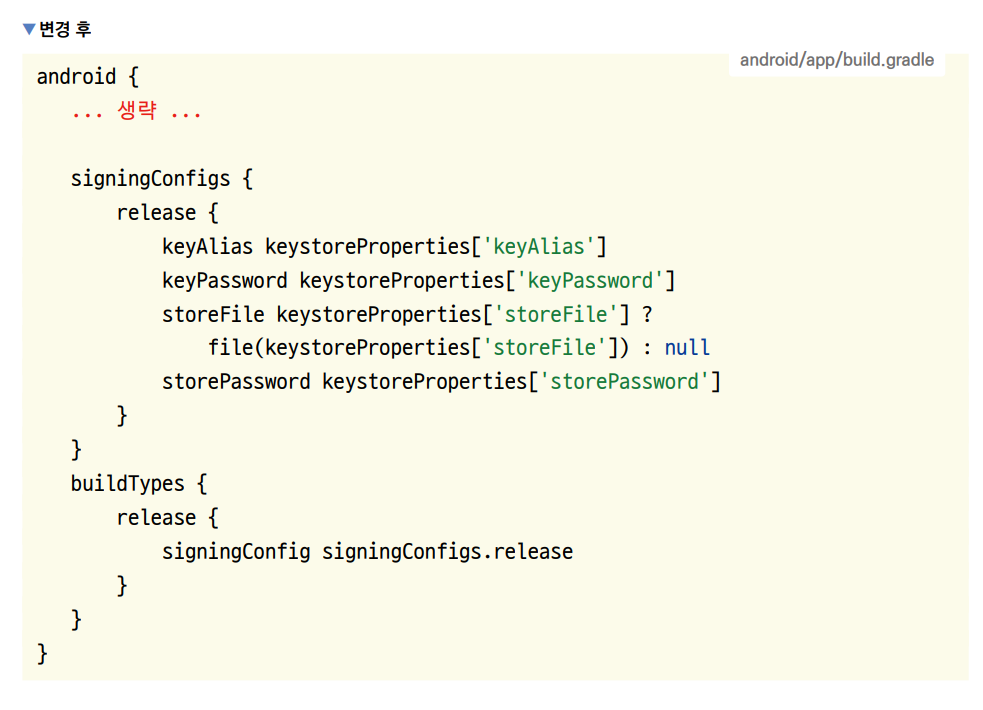 ▼변경 후
android/app/build.gradle
android {
... 생략 ...
signingConfigs {
release {
keyAlias keystoreProperties['keyAlias']
keyPassword keystoreProperties['keyPassword']
storeFile keystoreProperties['storeFile'] ?
file(keystoreProperties['storeFile']) : null
storePassword keystoreProperties['storePassword']
}
}
buildTypes {
release {
signingConfig signingConfigs.release
}
}
}